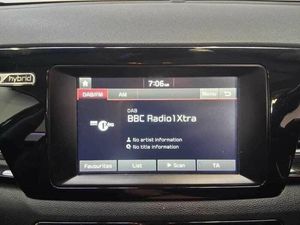 7:06AM
hybrid
DAB/FM AM Menu
DAB
BBC Radio1Xtra
No artist information
No title information
Favourites List Scan TA